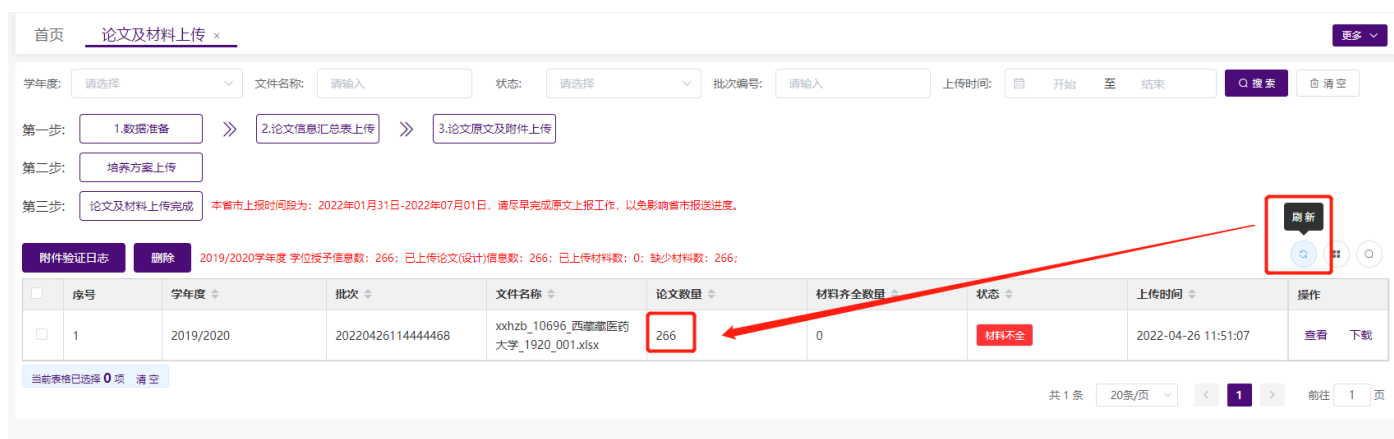 首页 论文及材料上传 × 更多
学年度: 请选择 文件名称: 请输入 状态: 请选择 批次编号: 请输入 上传时间: 开始 至 结束 搜索 清空
第一步: 1.数据准备 2.论文信息汇总表上传 3.论文原文及附件上传
第二步: 培养方案上传
第三步: 论文及材料上传完成 本省市上报时间段为：2022年01月31日-2022年07月01日，请尽早完成原文上报工作，以免影响省市报送进度。
刷新
附件验证日志 删除 2019/2020学年度 学位授予信息数：266；已上传论文(设计)信息数：266；已上传材料数：0；缺少材料数：266；
序号 学年度 批次 文件名称 论文数量 材料齐全数量 状态 上传时间 操作
1 2019/2020 20220426114444468 xxhzb_10696_西藏藏医药 266 0 材料不全 2022-04-26 11:51:07 查看 下载
大学_1920_001.xlsx
当前表格已选择 0 项 清空
共 1 条 20条/页 < 1 > 前往 1 页